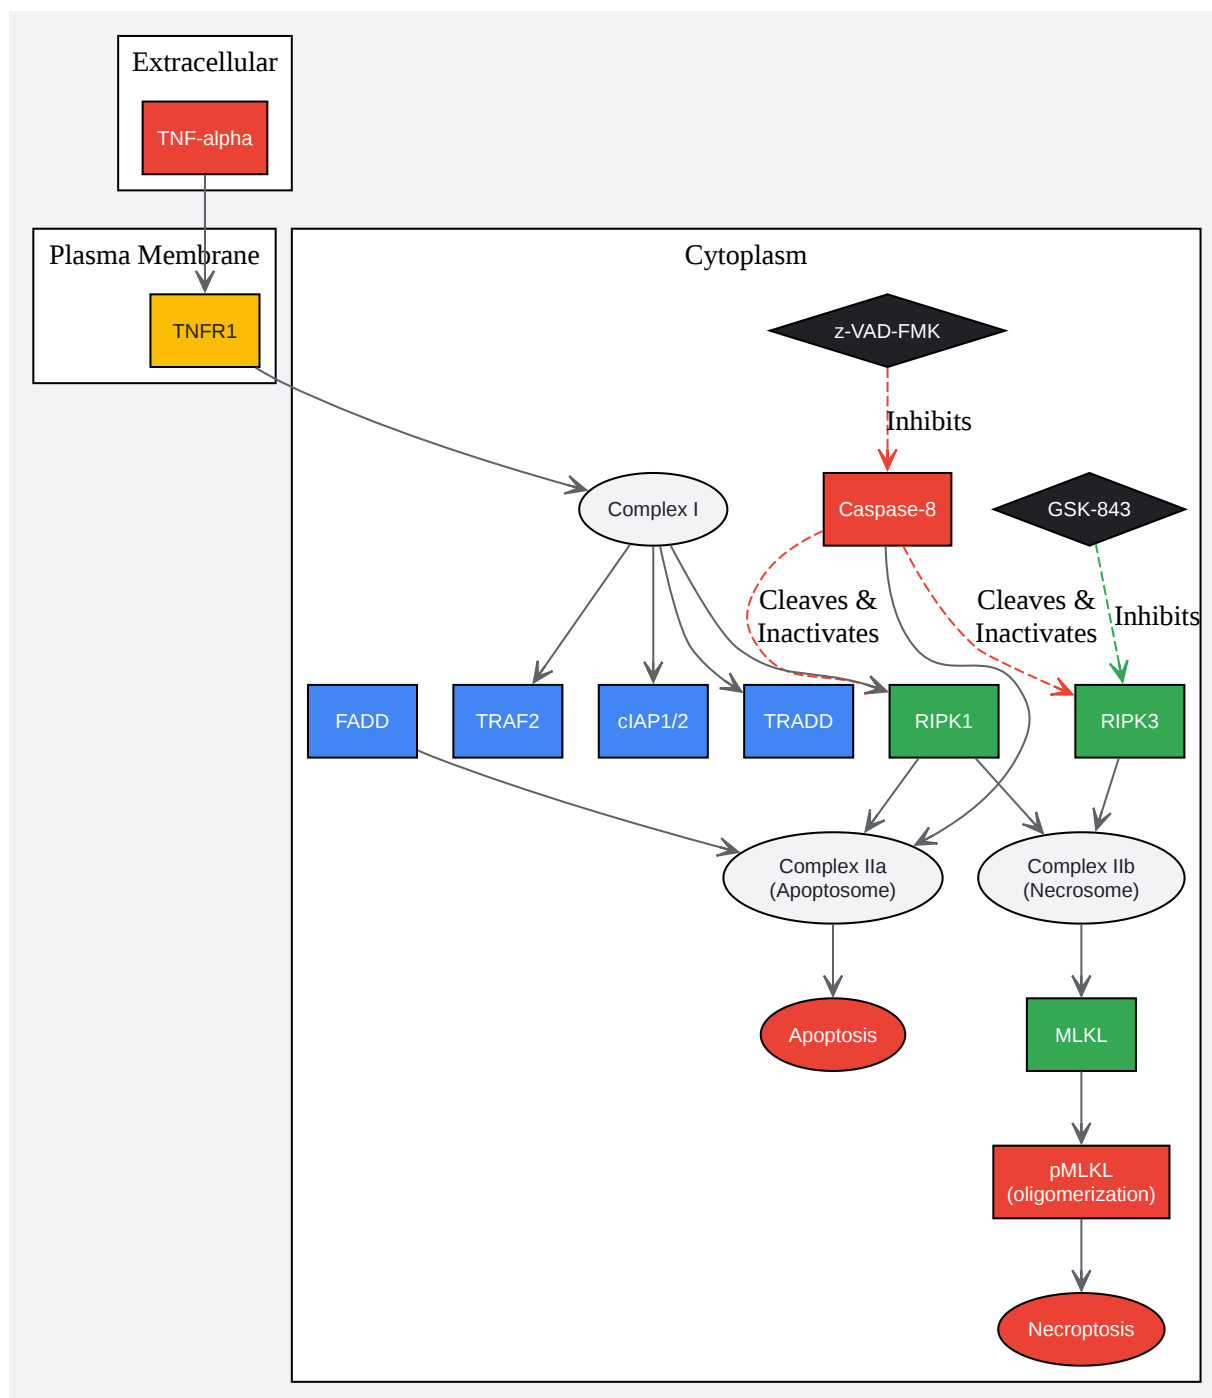 Extracellular
TNF-alpha
Plasma Membrane
TNFR1
Cytoplasm
z-VAD-FMK
Inhibits
Complex I
Caspase-8
GSK-843
Cleaves &
Inactivates
Cleaves &
Inactivates
Inhibits
FADD
TRAF2
cIAP1/2
TRADD
RIPK1
RIPK3
Complex IIa
(Apoptosome)
Complex IIb
(Necrosome)
Apoptosis
MLKL
pMLKL
(oligomerization)
Necroptosis